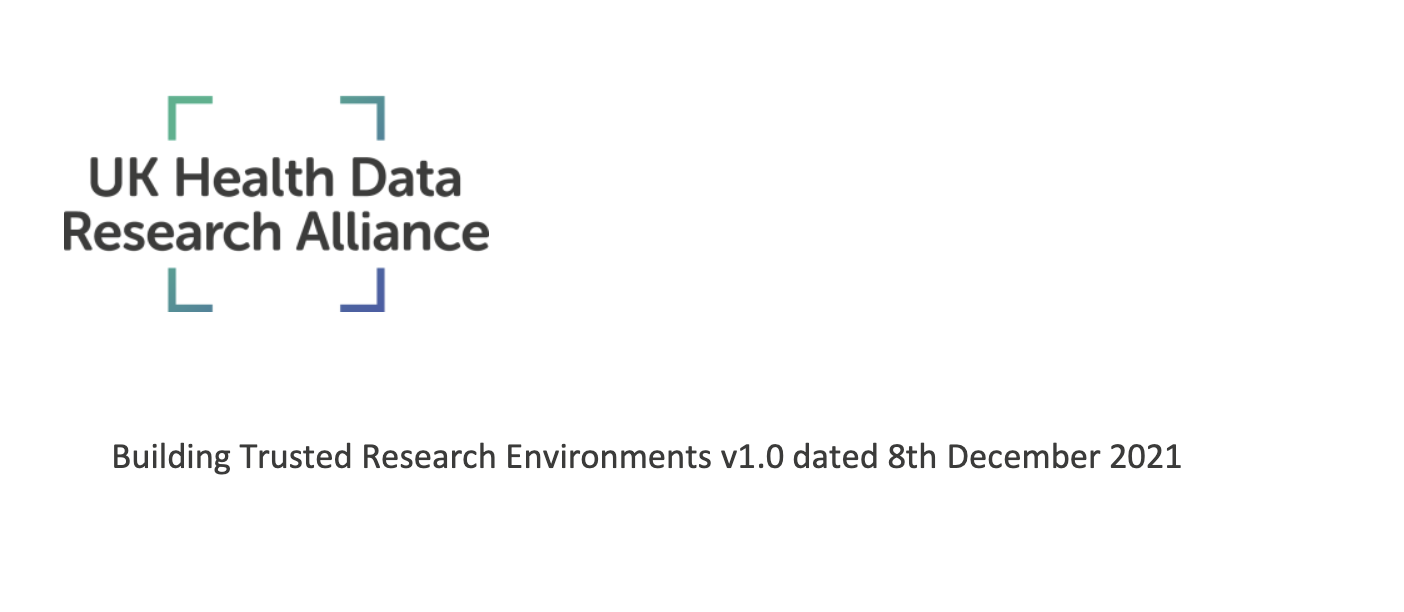 UK Health Data
Research Alliance
Building Trusted Research Environments v1.0 dated 8th December 2021